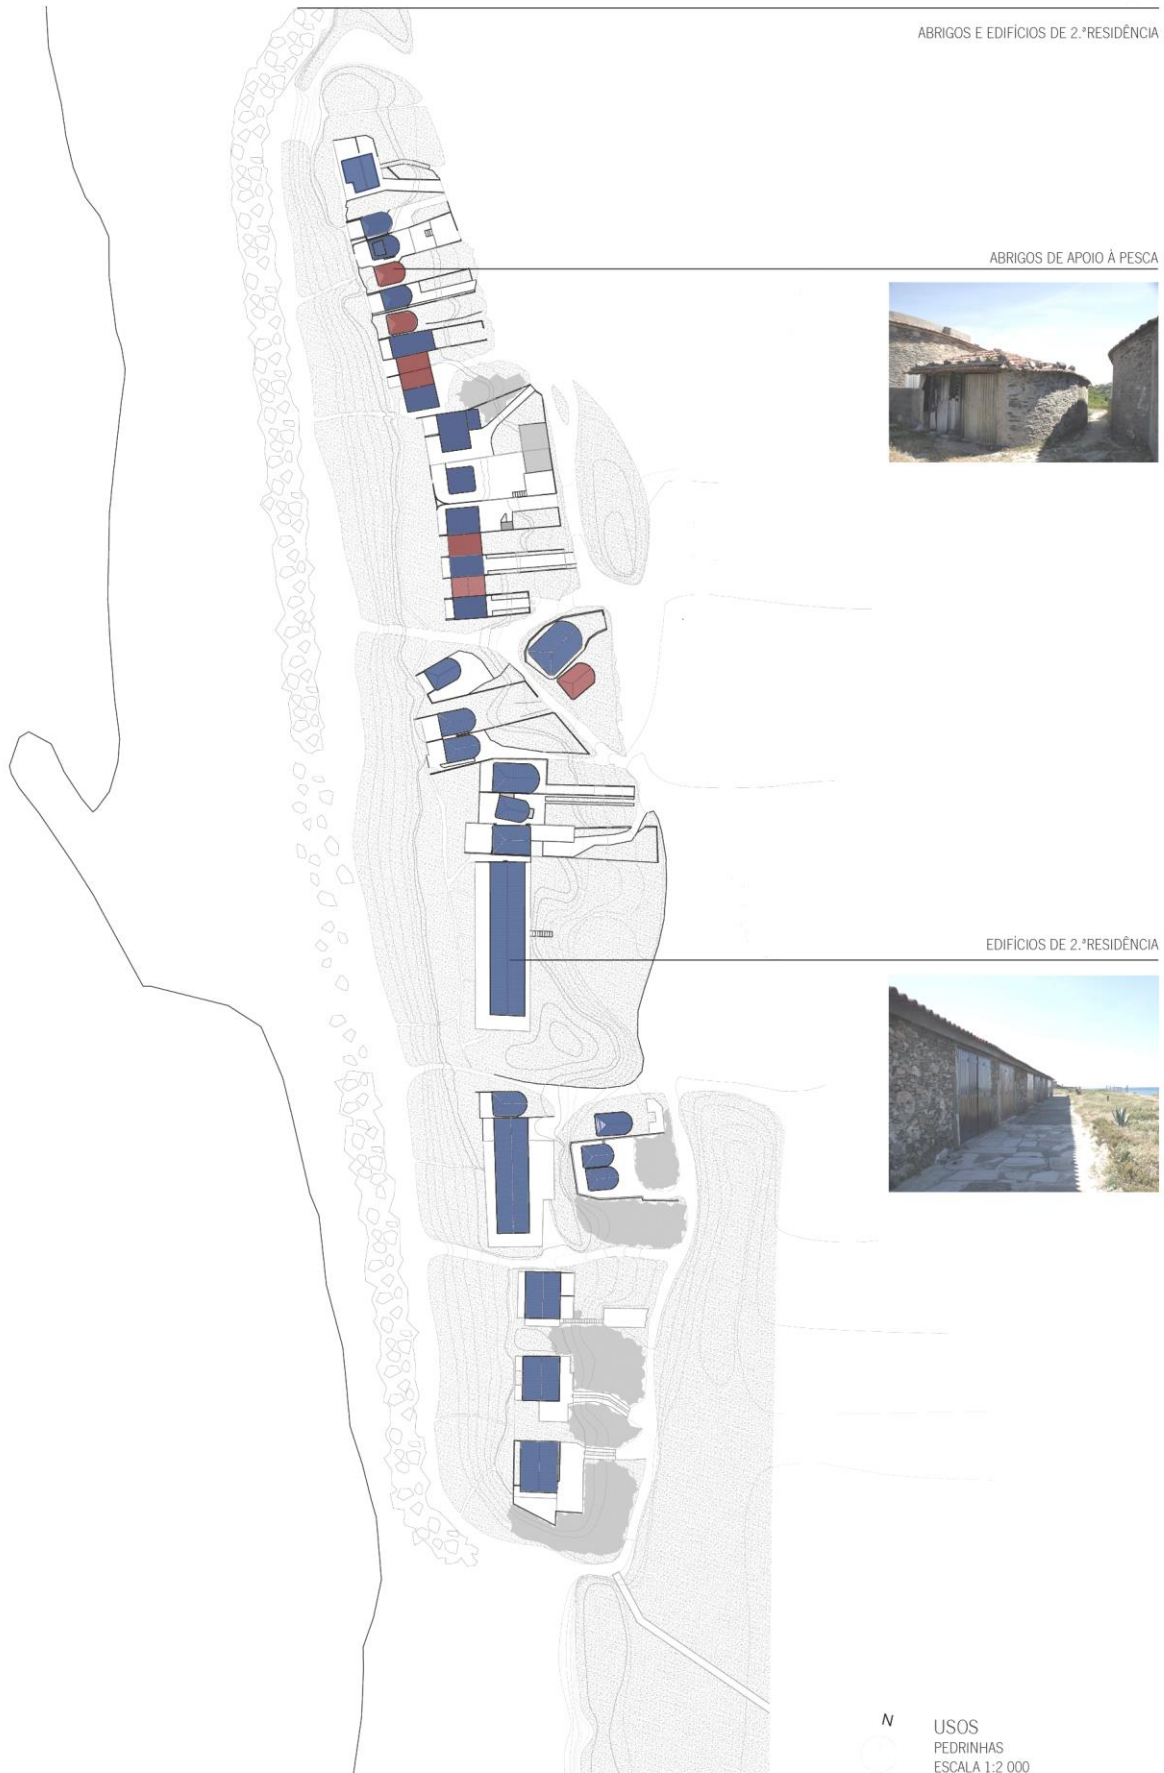 ABRIGOS E EDIFÍCIOS DE 2.ªRESIDÊNCIA
ABRIGOS DE APOIO À PESCA
EDIFÍCIOS DE 2.ªRESIDÊNCIA
N
USOS
PEDRINHAS
ESCALA 1:2 000